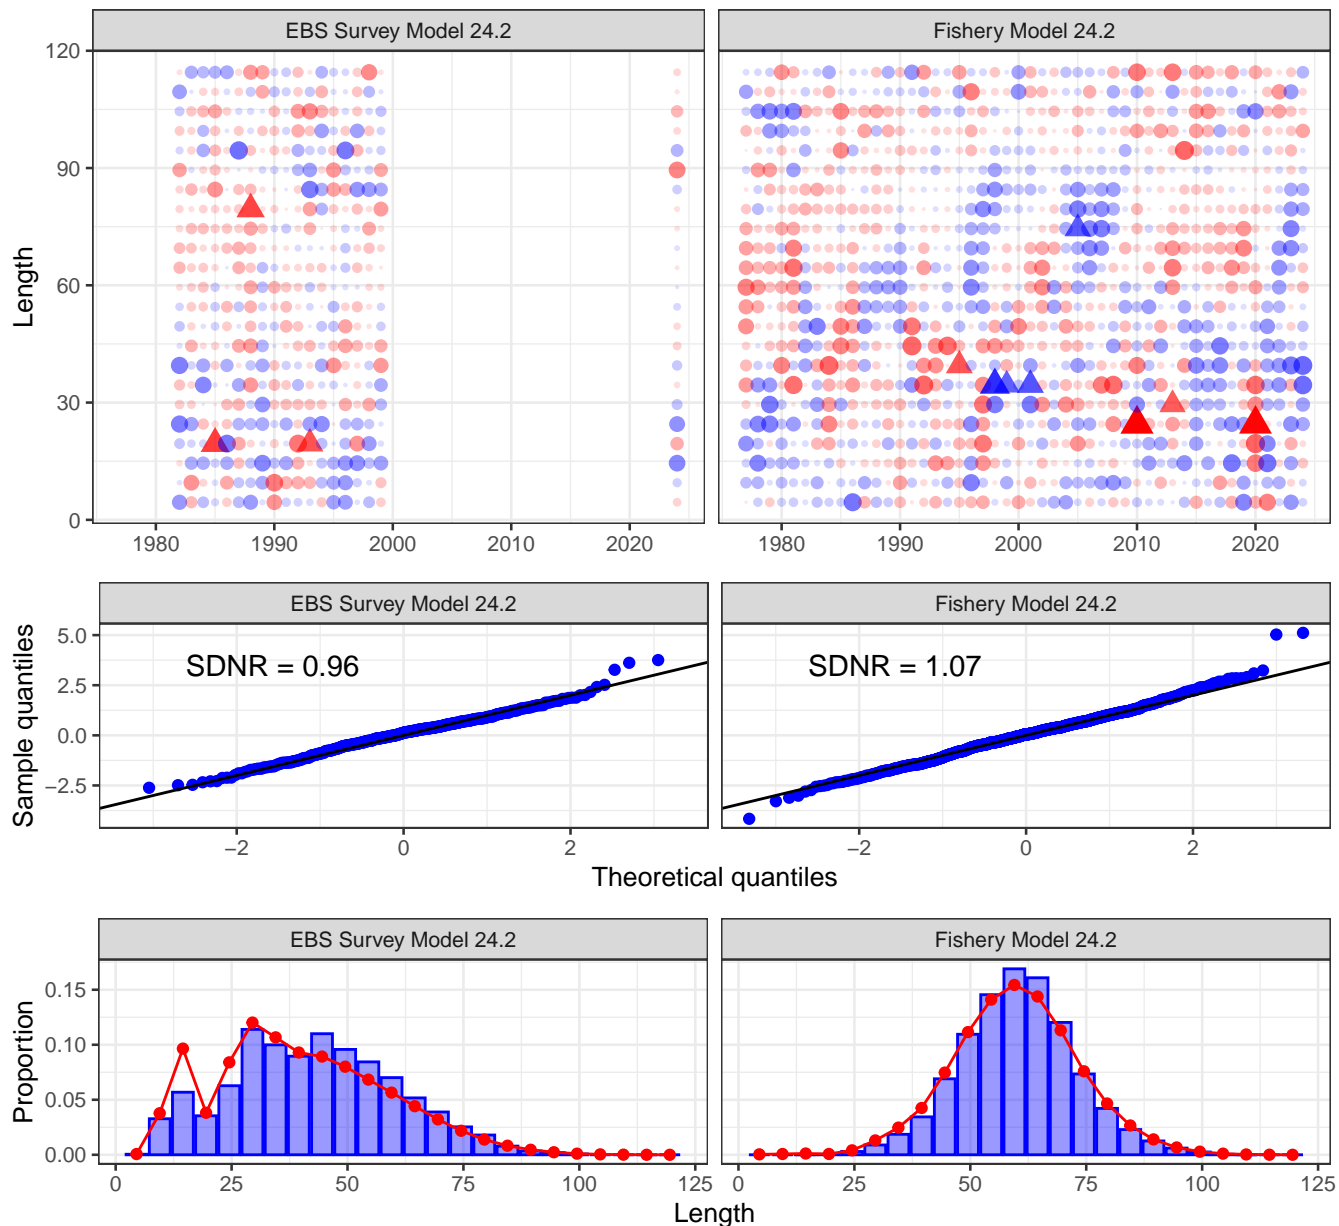 EBS Survey Model 24.2 Fishery Model 24.2
120
90
60
30
0
Length
1980 1990 2000 2010 2020 1980 1990 2000 2010 2020
EBS Survey Model 24.2 Fishery Model 24.2
5.0
2.5
0.0
−2.5
Sample quantiles
SDNR = 0.96 SDNR = 1.07
−2 0 2 −2 0 2
Theoretical quantiles
EBS Survey Model 24.2 Fishery Model 24.2
0.15
0.10
0.05
0.00
Proportion
0 25 50 75 100 125 0 25 50 75 100 125
Length